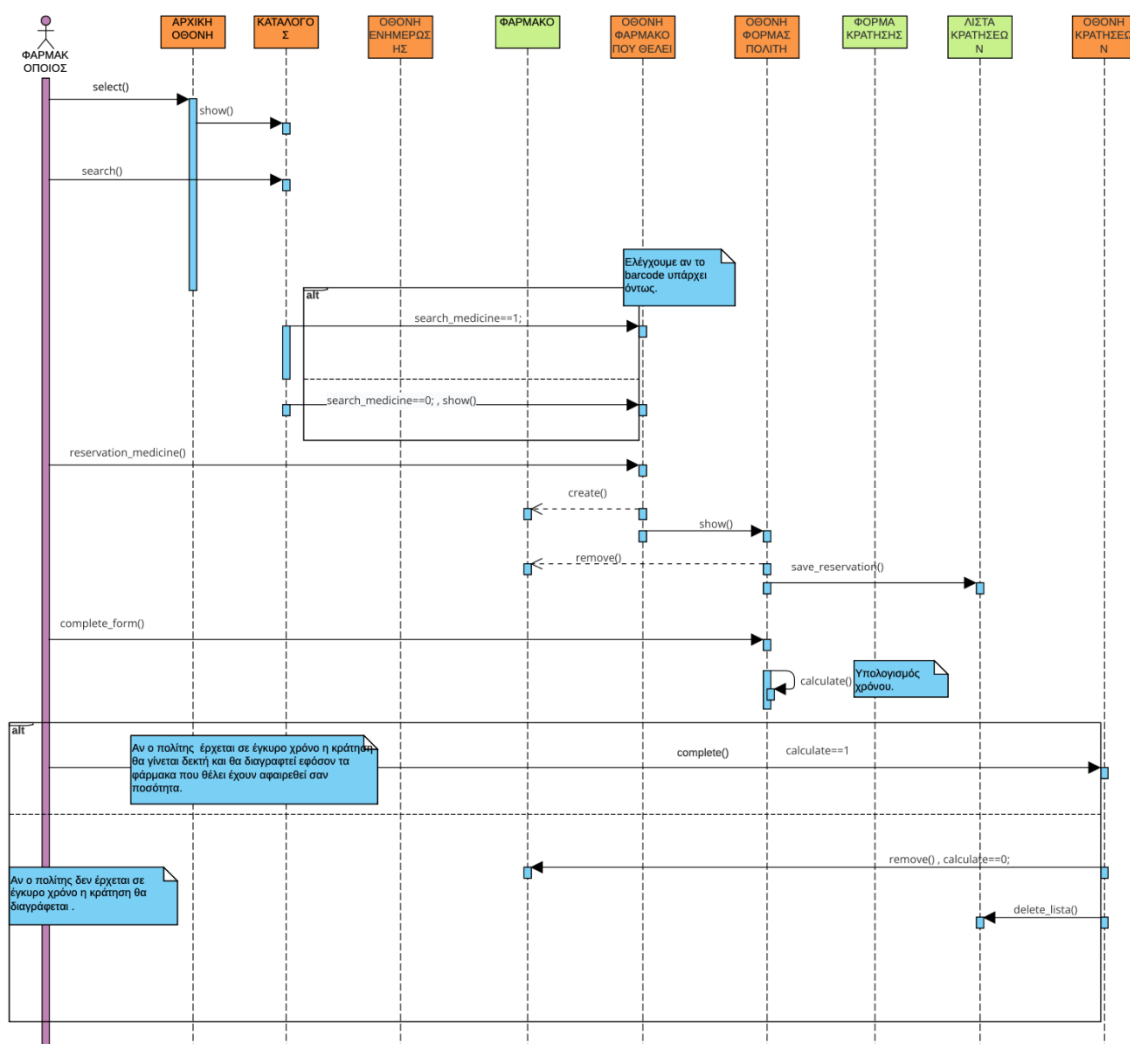 ΦΑΡΜΑΚ
ΟΠΟΙΟΣ
ΑΡΧΙΚΗ
ΟΘΟΝΗ
ΚΑΤΑΛΟΓΟ
Σ
ΟΘΟΝΗ
ΕΝΗΜΕΡΩΣ
ΗΣ
ΦΑΡΜΑΚΟ
ΟΘΟΝΗ
ΦΑΡΜΑΚΟ
ΠΟΥ ΘΕΛΕΙ
ΟΘΟΝΗ
ΦΟΡΜΑΣ
ΠΟΛΙΤΗ
ΦΟΡΜΑ
ΚΡΑΤΗΣΗΣ
ΛΙΣΤΑ
ΚΡΑΤΗΣΕΩ
Ν
ΟΘΟΝΗ
ΚΡΑΤΗΣΕΩ
Ν
select()
show()
search()
Ελέγχουμε αν το
barcode υπάρχει
όντως.
alt
search_medicine==1;
search_medicine==0; , show()
reservation_medicine()
create()
show()
remove()
save_reservation()
complete_form()
calculate()
Υπολογισμός
χρόνου.
alt
Αν ο πολίτης  έρχεται σε έγκυρο χρόνο η κράτηση
θα γίνεται δεκτή και θα διαγραφτεί εφόσον τα
φάρμακα που θέλει έχουν αφαιρεθεί σαν
ποσότητα.
complete()
calculate==1
remove() , calculate==0;
Αν ο πολίτης δεν έρχεται σε
έγκυρο χρόνο η κράτηση θα
διαγράφεται .
delete_lista()